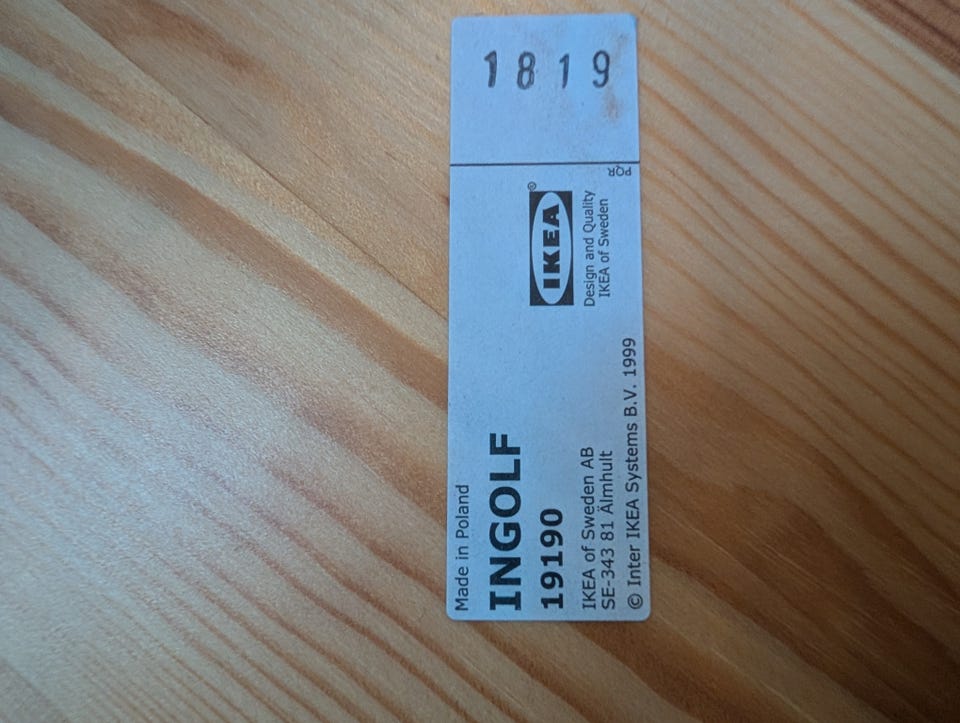 Made in Poland
INGOLF
19190
IKEA of Sweden AB
SE-343 81 Älmhult
© Inter IKEA Systems B.V. 1999
IKEA®
Design and Quality
IKEA of Sweden
1819